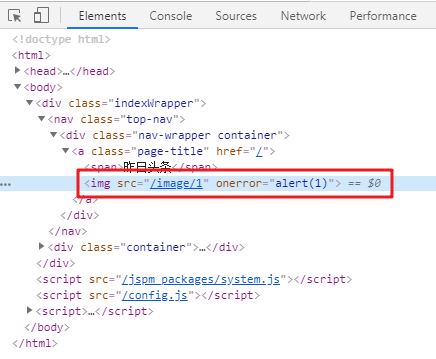 Elements Console Sources Network Performance
<!doctype html>
<html>
<head>…</head>
<body>
<div class="indexWrapper">
<nav class="top-nav">
<div class="nav-wrapper container">
<a class="page-title" href="/">
<span>昨日头条</span>
<img src="/image/1" onerror="alert(1)"> == $0
</a>
</div>
</nav>
<div class="container">…</div>
</div>
<script src="/jspm_packages/system.js"></script>
<script src="/config.js"></script>
<script>…</script>
</body>
</html>